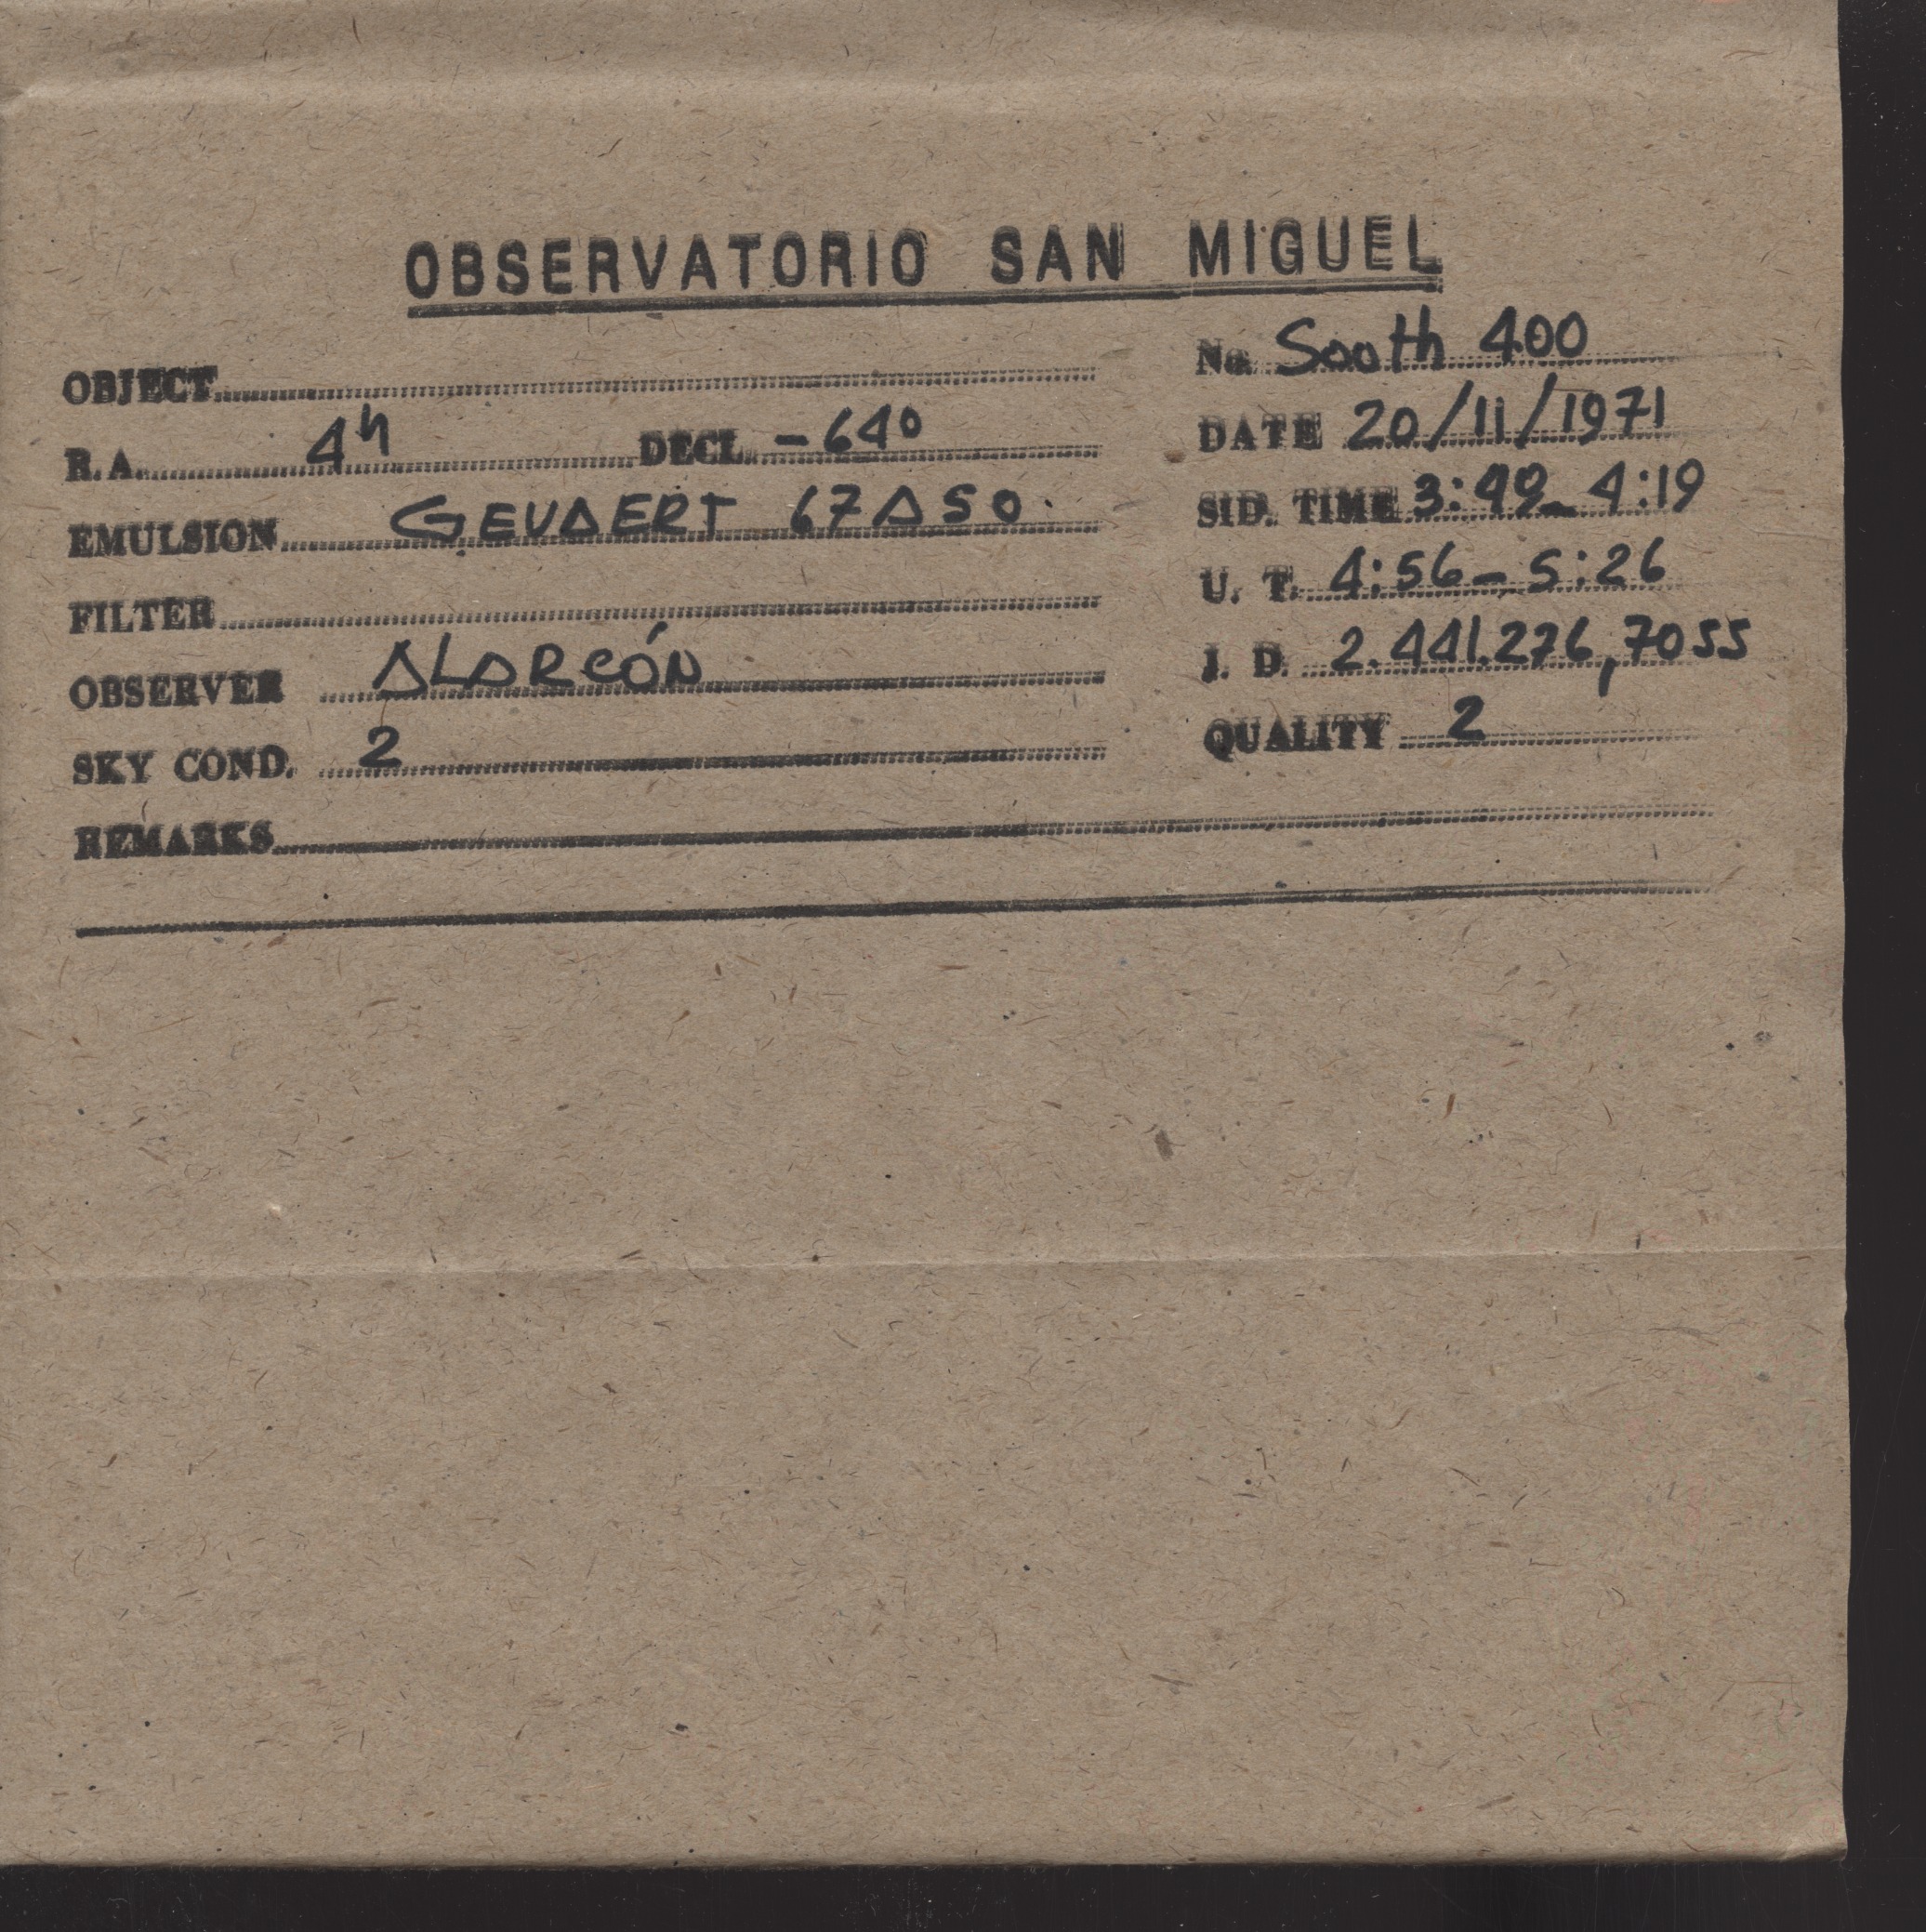 OBSERVATORIO SAN MIGUEL
No. South 400
OBJECT
DATE 20/11/1971
R.A. 4h DECL. -64°
SID. TIME 3:49-4:19
EMULSION GEVAERT 67A50.
U. T. 4:56-5:26
FILTER
J. D. 2.441.276,7055
OBSERVER ALARCÓN
QUALITY 2
SKY COND. 2
REMARKS